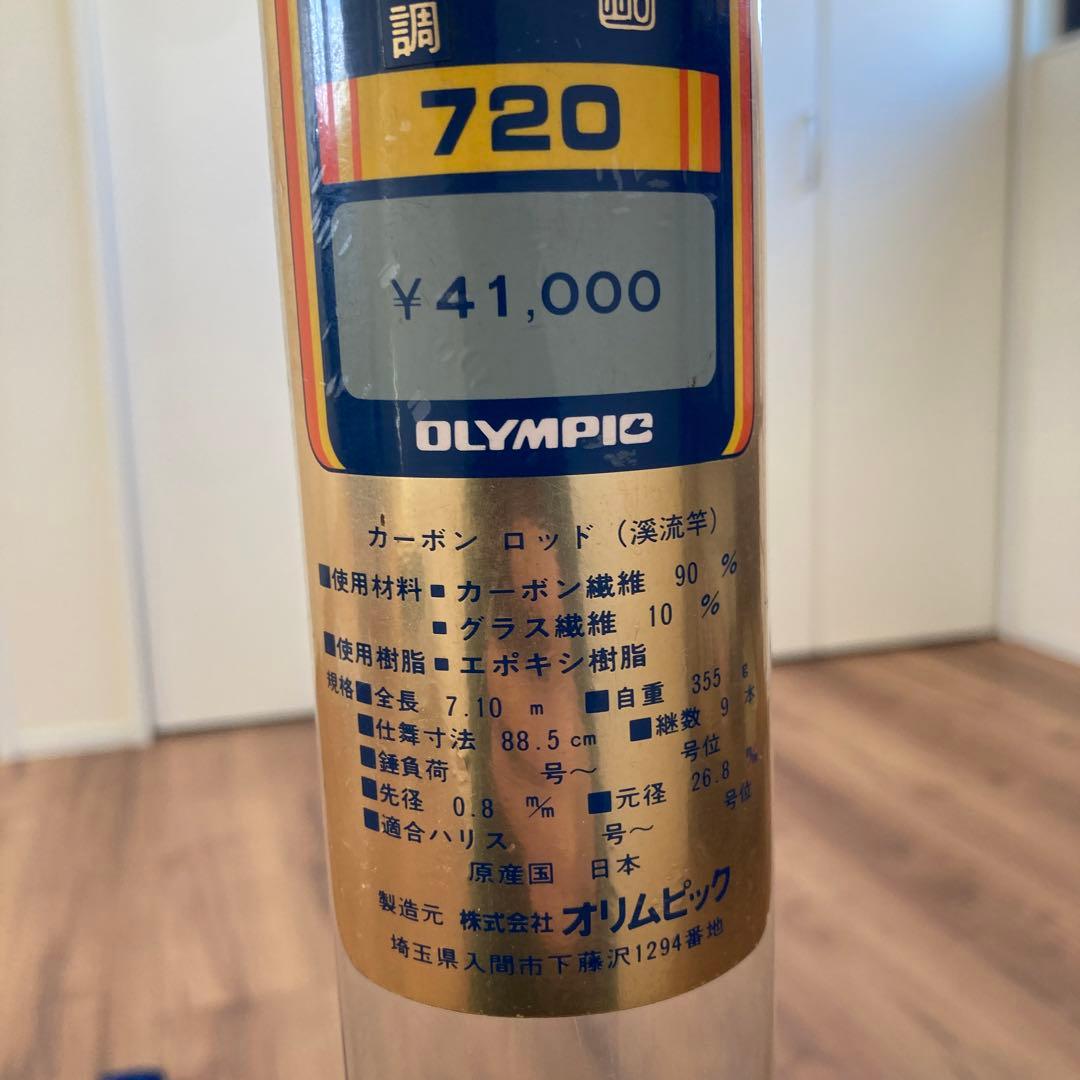 調
720
¥41,000
OLYMPIC
カーボン ロッド (溪流竿)
■使用材料■カーボン繊維 90 %
■グラス繊維 10 %
■使用樹脂■エポキシ樹脂
規格■全長 7.10 m ■自重 355 g
■仕舞寸法 88.5cm ■継数 9 本
■錘負荷 号～ 号位
■先径 0.8 m/m ■元径 26.8 m/m
■適合ハリス 号～ 号位
原産国 日本
製造元 株式会社 オリムピック
埼玉県入間市下藤沢1294番地